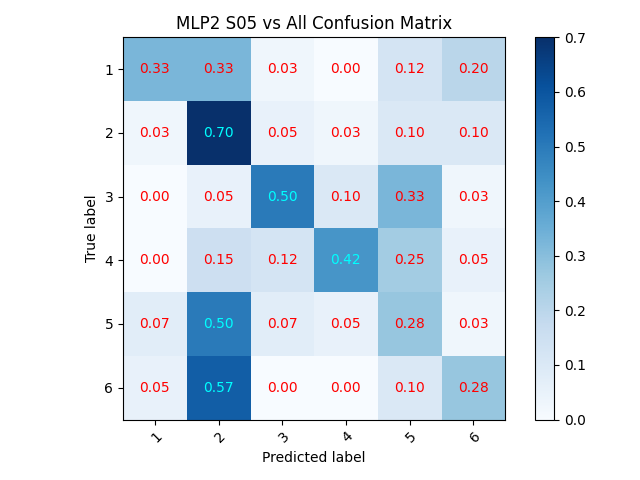 MLP2 S05 vs All Confusion Matrix
True label
1 0.33 0.33 0.03 0.00 0.12 0.20
2 0.03 0.70 0.05 0.03 0.10 0.10
3 0.00 0.05 0.50 0.10 0.33 0.03
4 0.00 0.15 0.12 0.42 0.25 0.05
5 0.07 0.50 0.07 0.05 0.28 0.03
6 0.05 0.57 0.00 0.00 0.10 0.28
1 2 3 4 5 6
Predicted label
0.7
0.6
0.5
0.4
0.3
0.2
0.1
0.0